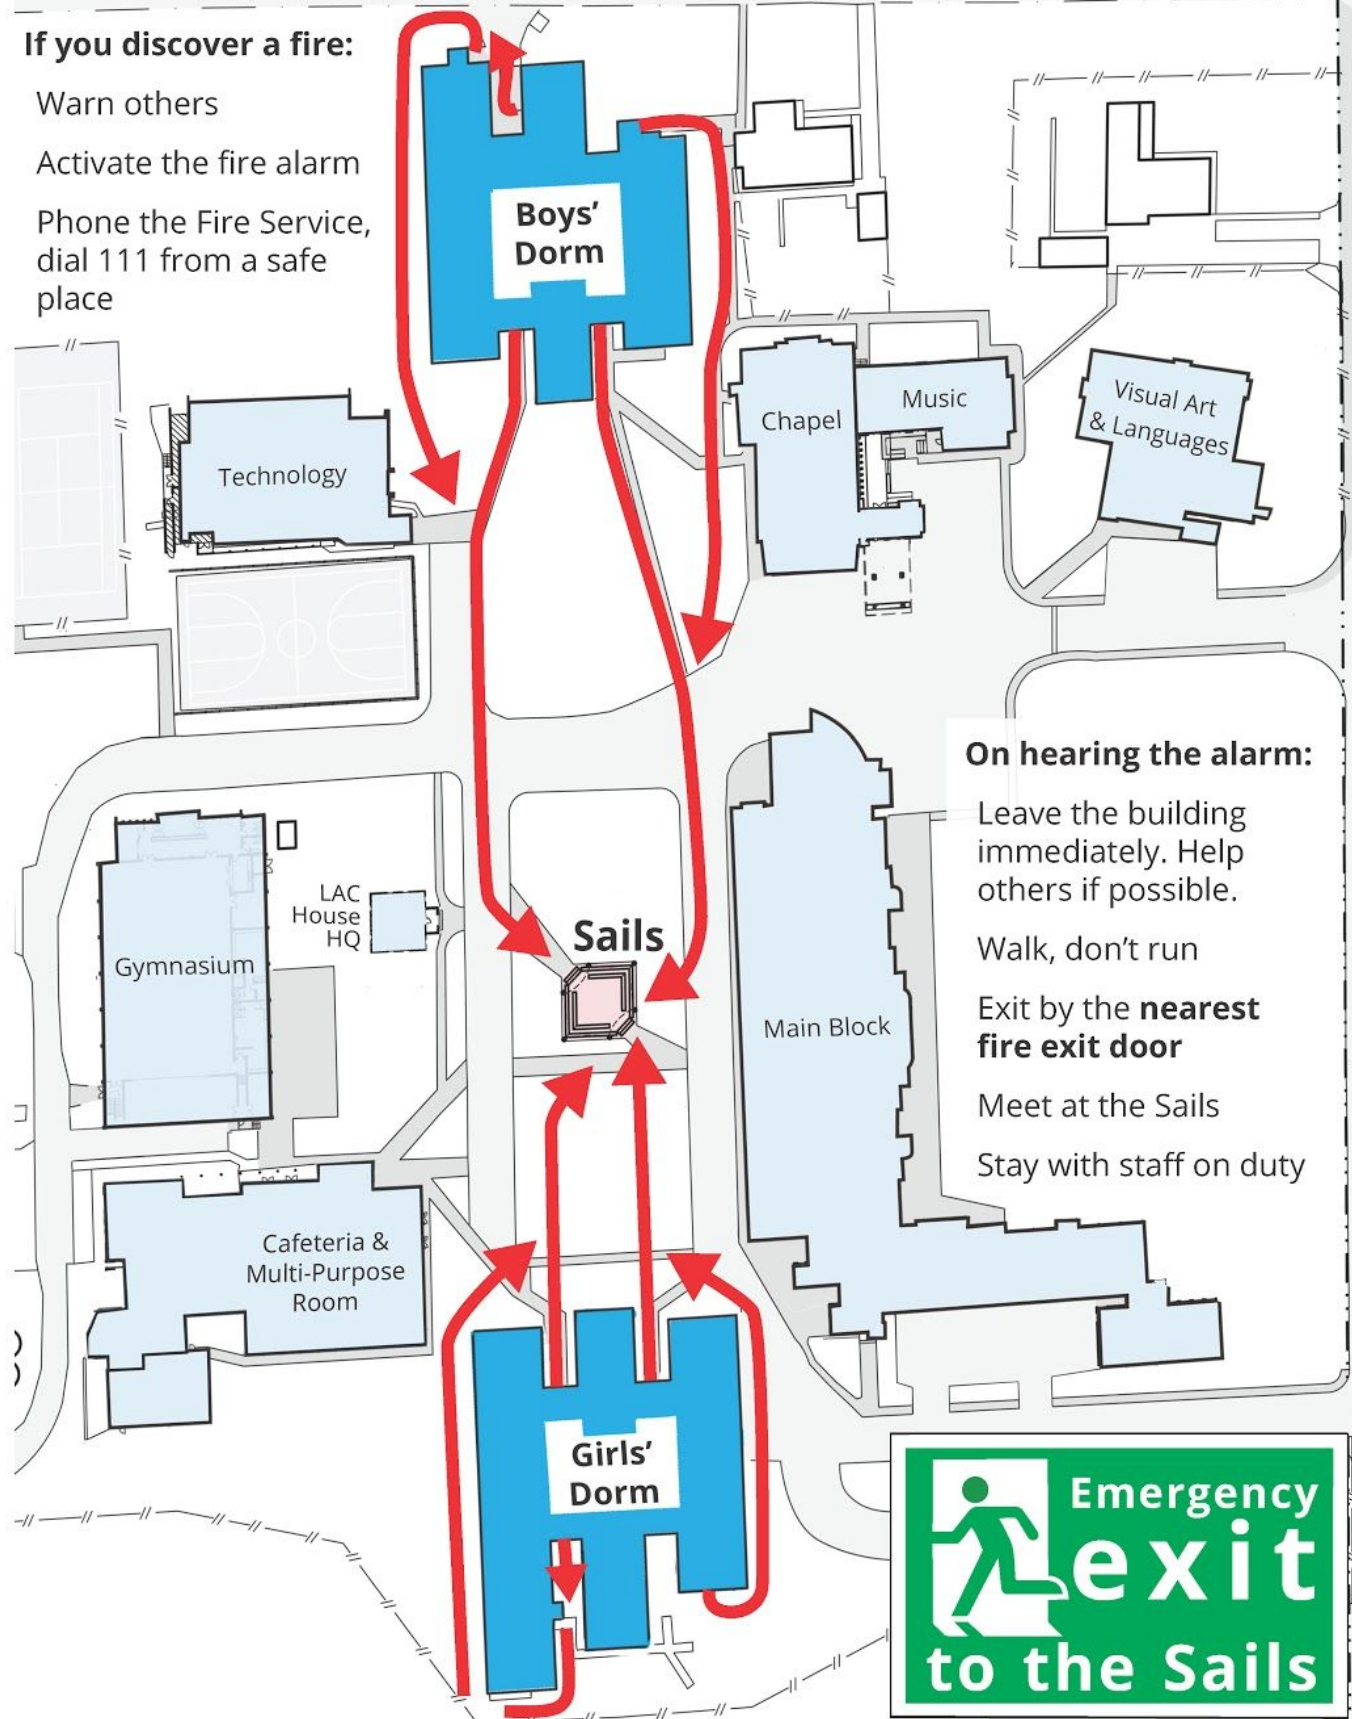 If you discover a fire:
Warn others
Activate the fire alarm
Phone the Fire Service,
dial 111 from a safe
place
Boys'
Dorm
Technology
Chapel
Music
Visual Art
& Languages
On hearing the alarm:
Leave the building
immediately. Help
others if possible.
Walk, don't run
Exit by the nearest
fire exit door
Meet at the Sails
Stay with staff on duty
LAC
House
HQ
Gymnasium
Sails
Main Block
Cafeteria &
Multi-Purpose
Room
Girls'
Dorm
Emergency
exit
to the Sails